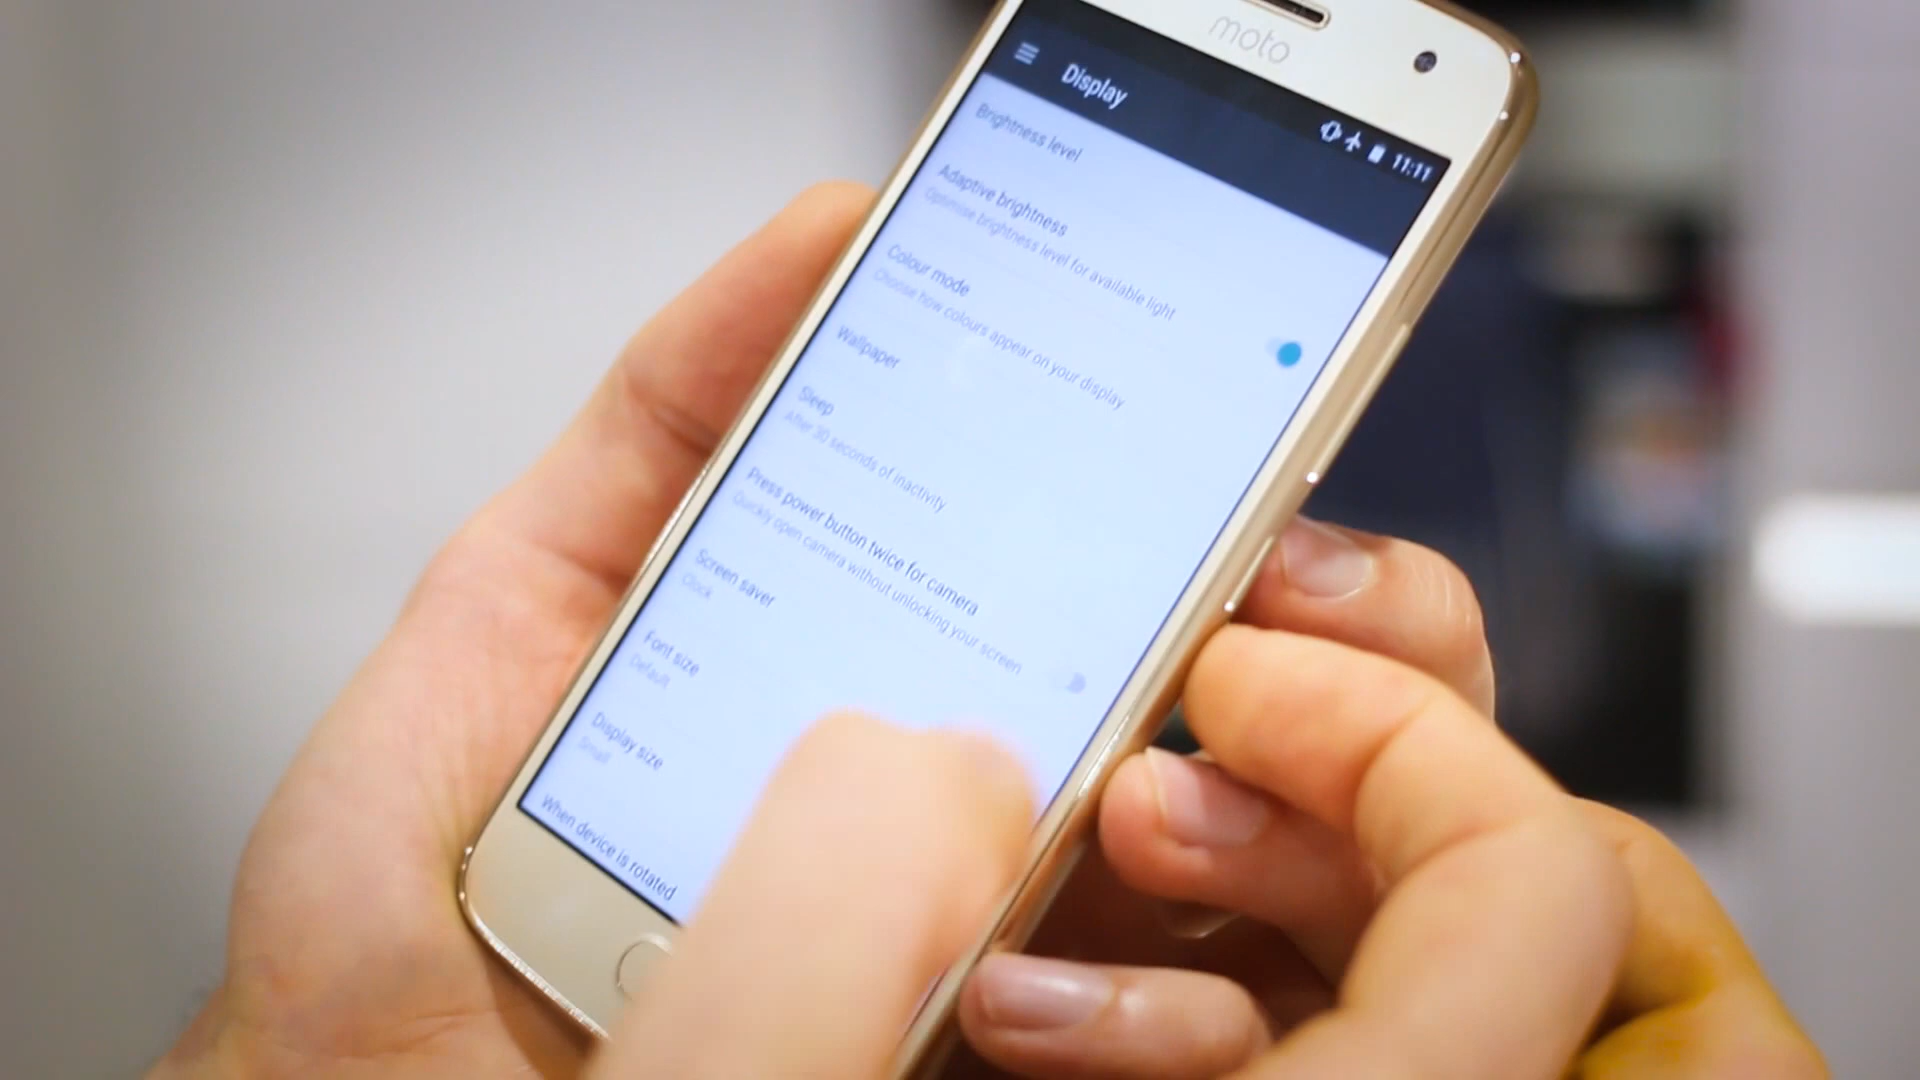 moto
11:11
Display
Brightness level
Adaptive brightness
Optimise brightness level for available light
Colour mode
Choose how colours appear on your display
Wallpaper
Sleep
After 30 seconds of inactivity
Press power button twice for camera
Quickly open camera without unlocking your screen
Screen saver
Clock
Font size
Default
Display size
Small
When device is rotated